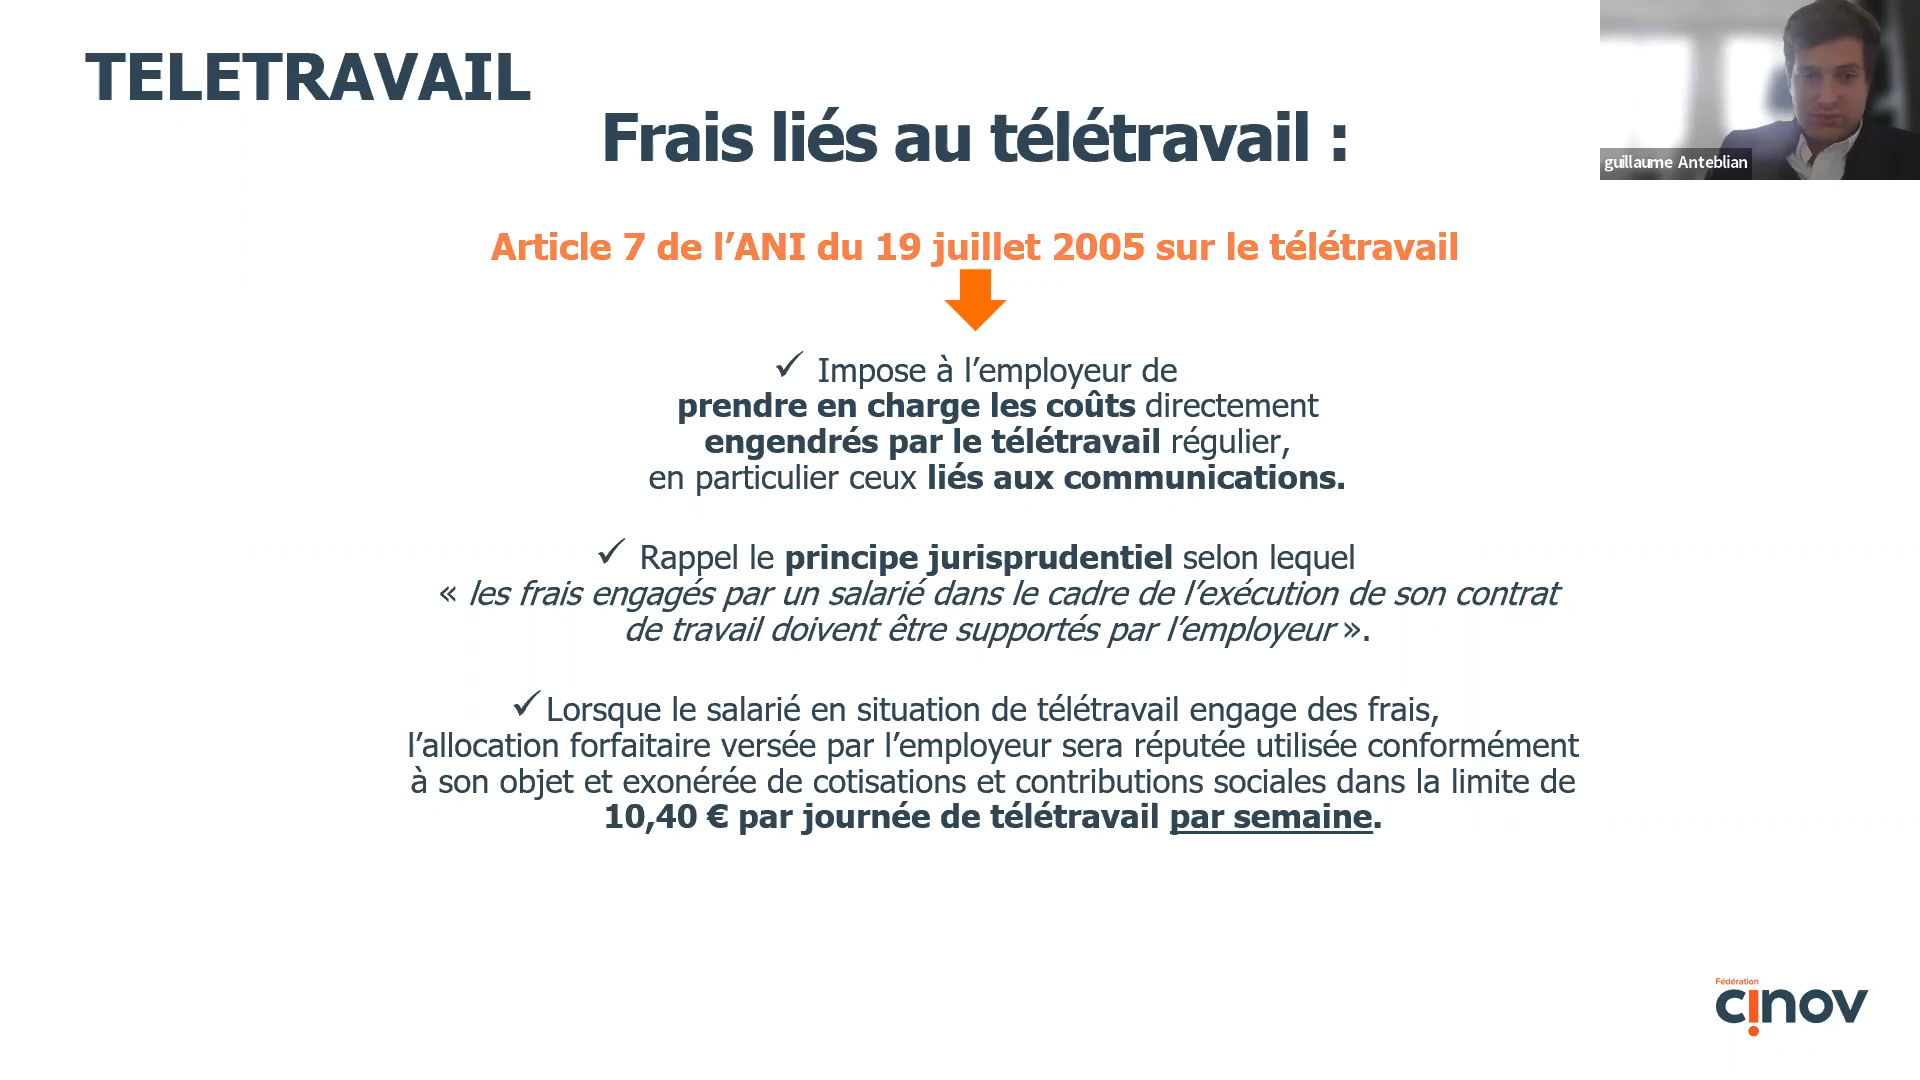 TELETRAVAIL
Frais liés au télétravail :
guillaume Anteblian
Article 7 de l’ANI du 19 juillet 2005 sur le télétravail
✓ Impose à l’employeur de
prendre en charge les coûts directement
engendrés par le télétravail régulier,
en particulier ceux liés aux communications.
✓ Rappel le principe jurisprudentiel selon lequel
« les frais engagés par un salarié dans le cadre de l’exécution de son contrat
de travail doivent être supportés par l’employeur ».
✓ Lorsque le salarié en situation de télétravail engage des frais,
l’allocation forfaitaire versée par l’employeur sera réputée utilisée conformément
à son objet et exonérée de cotisations et contributions sociales dans la limite de
10,40 € par journée de télétravail par semaine.
Fédération
cinov